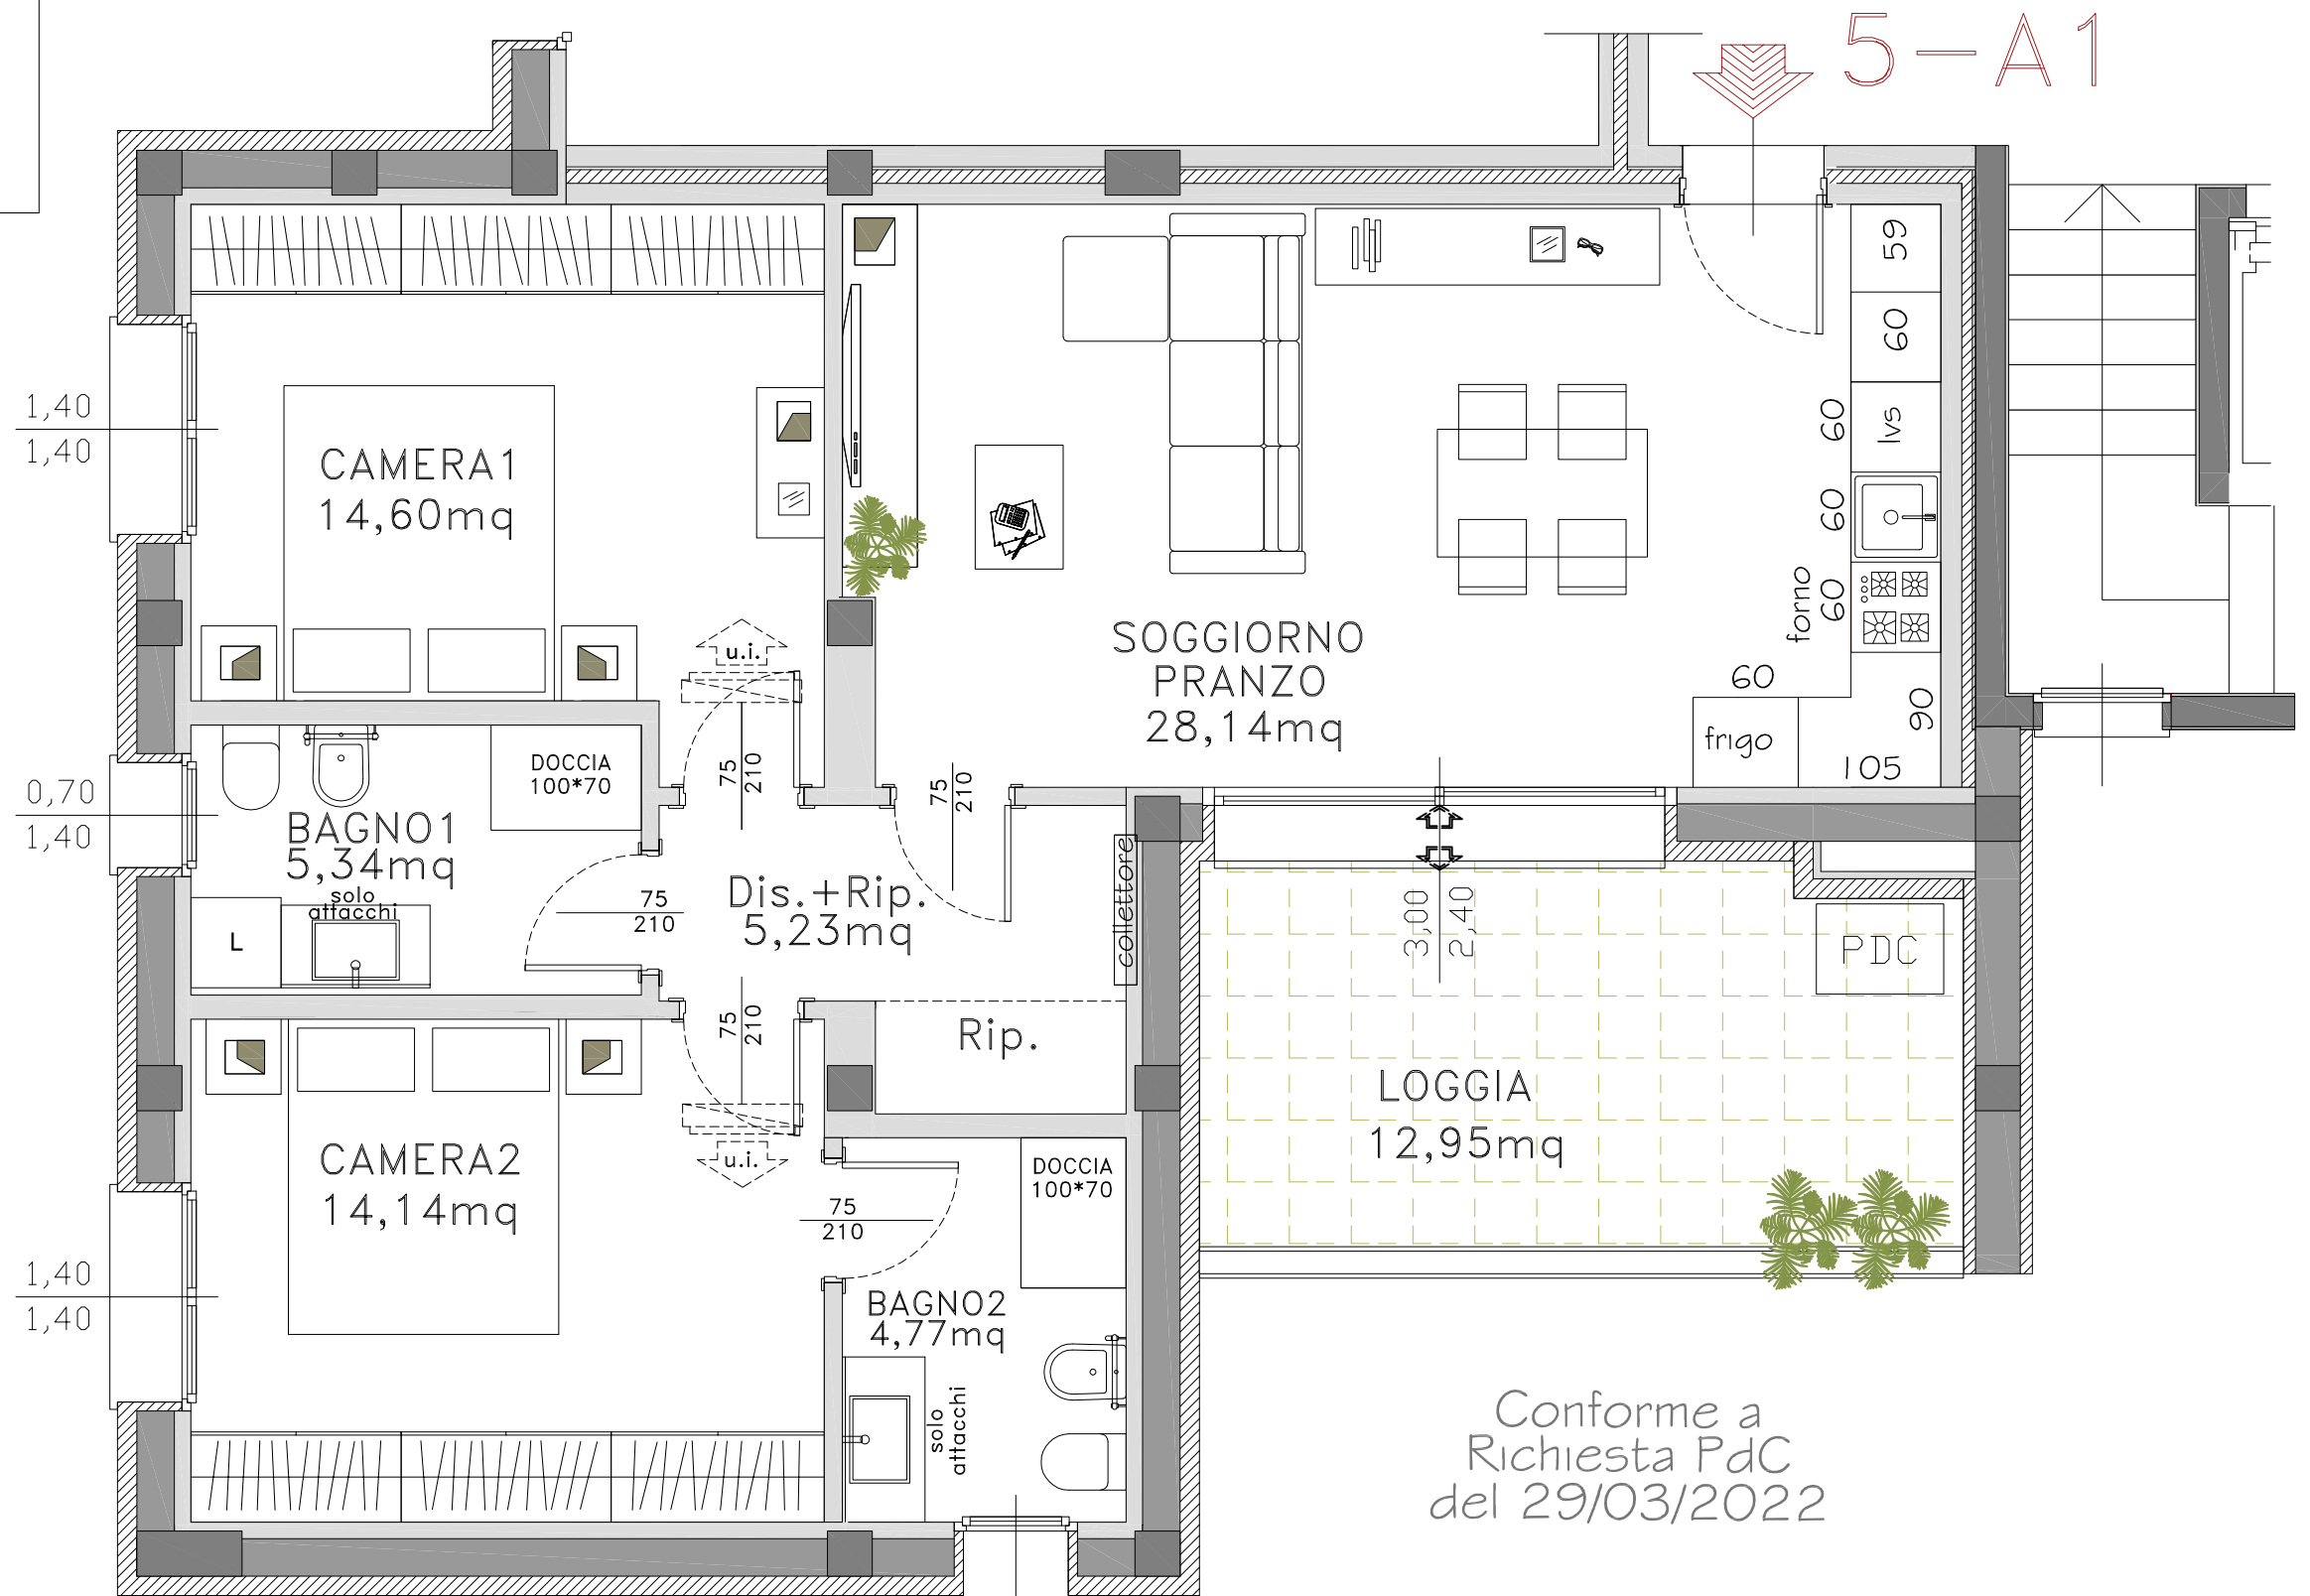 5-A1
59
60
60
lvs
60
forno
60
60
90
frigo
105
1,40
1,40
CAMERA1
14,60mq
u.i.
SOGGIORNO
PRANZO
28,14mq
75
210
75
210
DOCCIA
100*70
0,70
1,40
BAGNO1
5,34mq
solo
attacchi
L
75
210
Dis.+Rip.
5,23mq
collettore
3,00
2,40
PDC
75
210
Rip.
LOGGIA
12,95mq
CAMERA2
14,14mq
u.i.
DOCCIA
100*70
75
210
1,40
1,40
BAGNO2
4,77mq
solo
attacchi
Conforme a
Richiesta PdC
del 29/03/2022